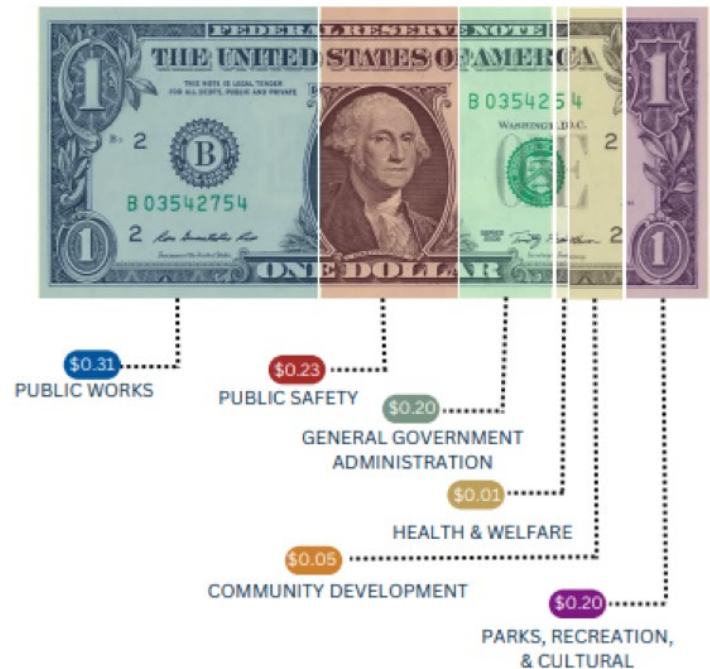 FEDERAL RESERVE NOTE
THE UNITED STATES OF AMERICA
THIS NOTE IS LEGAL TENDER
FOR ALL DEBTS, PUBLIC AND PRIVATE
B 0354254
WASHINGTON, D.C.
1
1
2
B
2
B 03542754
2
2
1
1
ONE DOLLAR
$0.31
PUBLIC WORKS
$0.23
PUBLIC SAFETY
$0.20
GENERAL GOVERNMENT
ADMINISTRATION
$0.01
HEALTH & WELFARE
$0.05
COMMUNITY DEVELOPMENT
$0.20
PARKS, RECREATION,
& CULTURAL